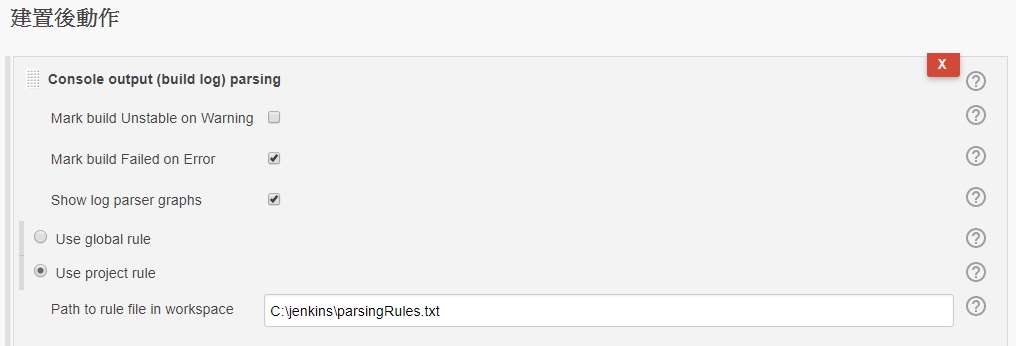 建置後動作
X
Console output (build log) parsing
Mark build Unstable on Warning
Mark build Failed on Error
Show log parser graphs
Use global rule
Use project rule
Path to rule file in workspace C:\jenkins\parsingRules.txt